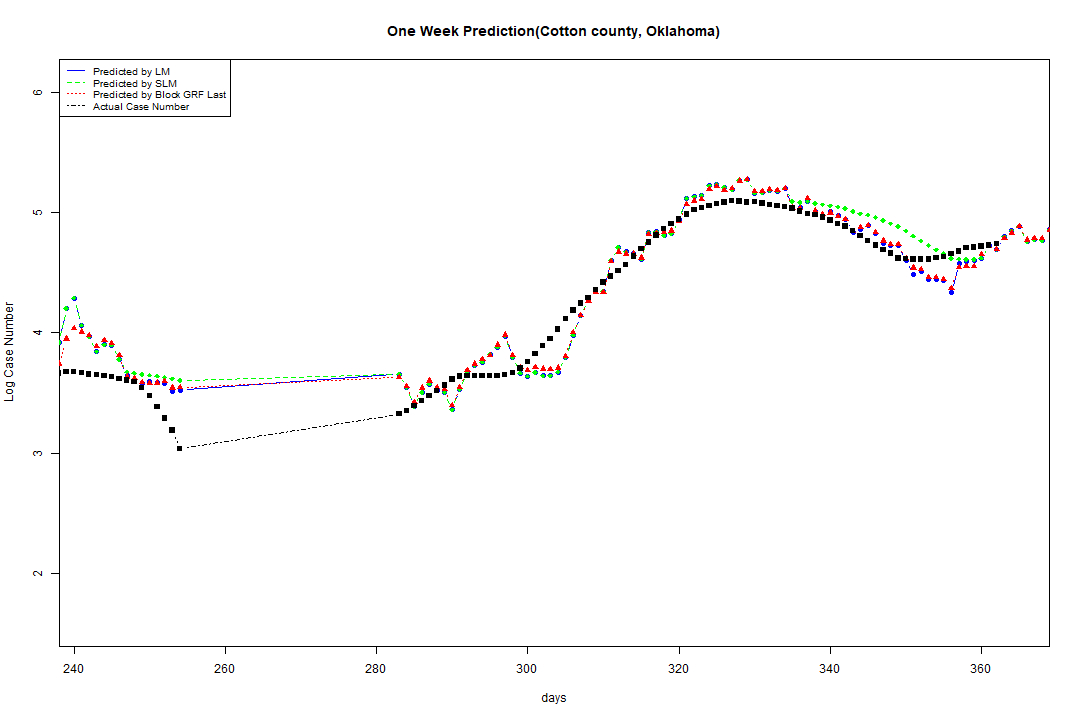 One Week Prediction(Cotton county, Oklahoma)
Predicted by LM
Predicted by SLM
Predicted by Block GRF Last
Actual Case Number
6
5
4
3
2
Log Case Number
240 260 280 300 320 340 360
days